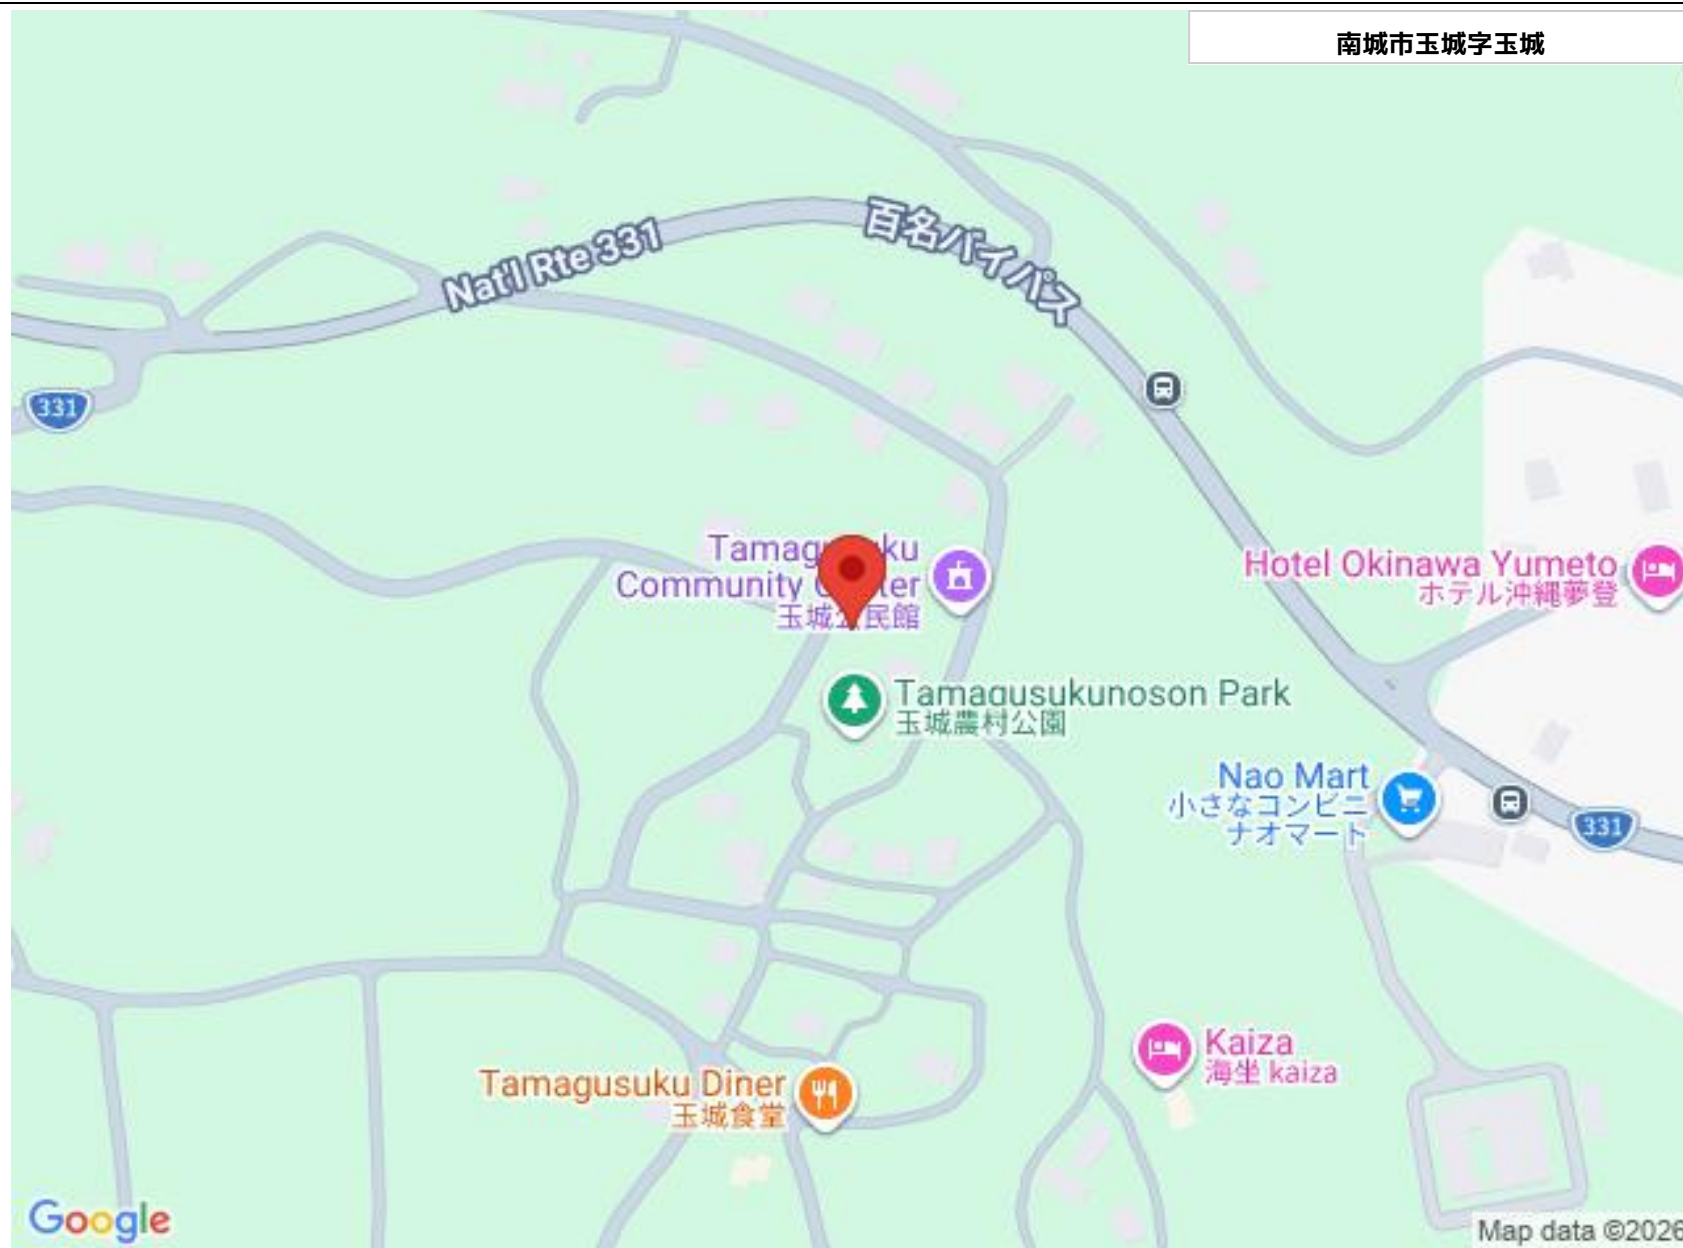 南城市玉城字玉城
百名バイパス
Nat'l Rte 331
331
Tamagusuku
Community Center
玉城公民館
Hotel Okinawa Yumeto
ホテル沖縄夢登
Tamagusukunoson Park
玉城農村公園
Nao Mart
小さなコンビニ
ナオマート
331
Kaiza
海坐 kaiza
Tamagusuku Diner
玉城食堂
Google
Map data ©2026